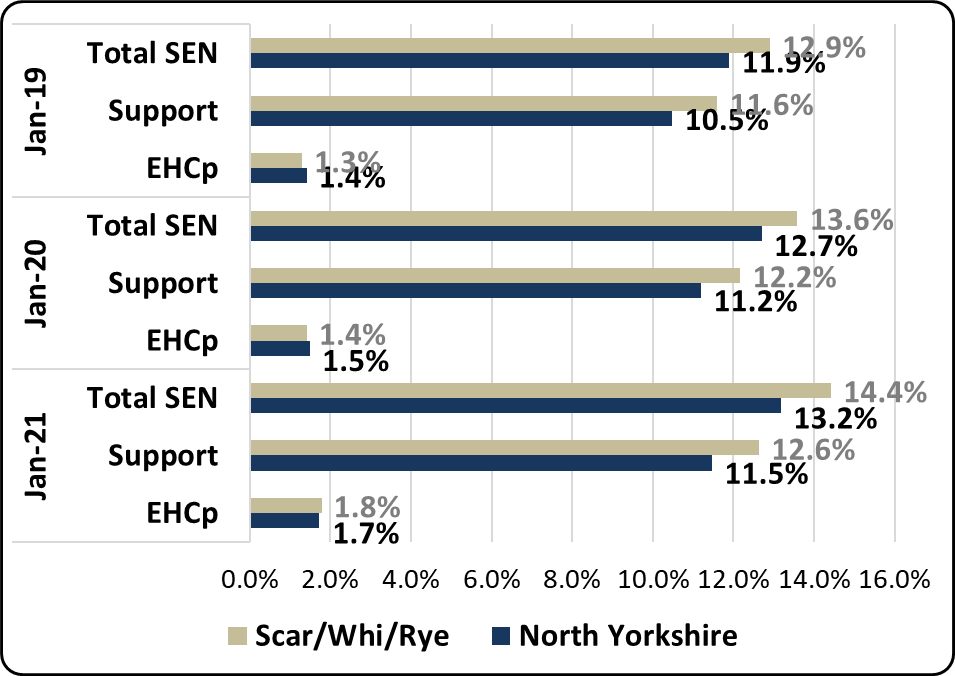 Jan-19
Total SEN
12.9%
11.9%
Support
11.6%
10.5%
EHCp
1.3%
1.4%
Jan-20
Total SEN
13.6%
12.7%
Support
12.2%
11.2%
EHCp
1.4%
1.5%
Jan-21
Total SEN
14.4%
13.2%
Support
12.6%
11.5%
EHCp
1.8%
1.7%
0.0% 2.0% 4.0% 6.0% 8.0% 10.0% 12.0% 14.0% 16.0%
Scar/Whi/Rye North Yorkshire